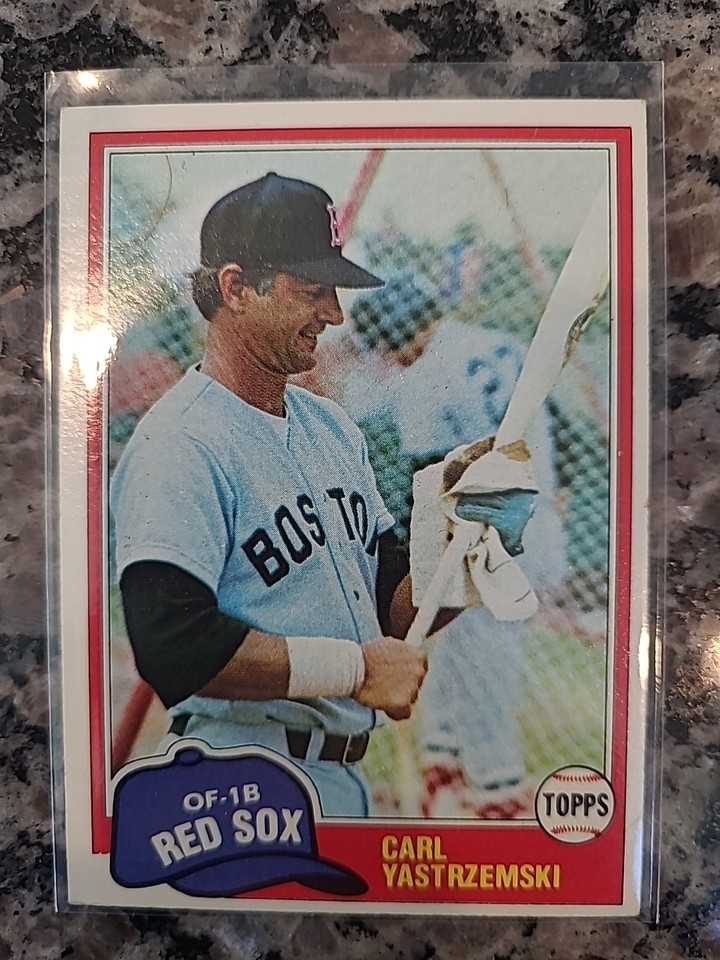 B
BOSTON
OF-1B
RED SOX
TOPPS
CARL
YASTRZEMSKI